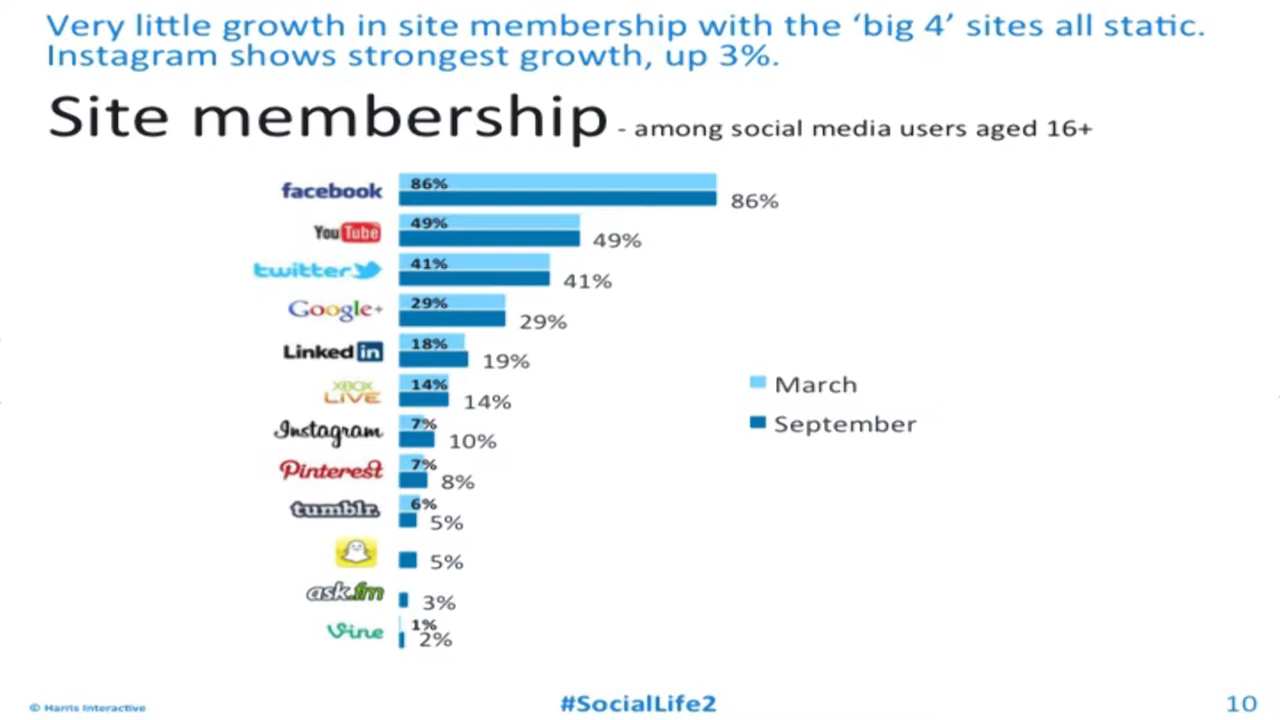 Very little growth in site membership with the ‘big 4’ sites all static.
Instagram shows strongest growth, up 3%.
Site membership - among social media users aged 16+
facebook 86% 86%
YouTube 49% 49%
twitter 41% 41%
Google+ 29% 29%
Linked in 18% 19%
XBOX LIVE 14% 14%
Instagram 7% 10%
Pinterest 7% 8%
tumblr. 6% 5%
5%
ask.fm 3%
Vine 1% 2%
March
September
© Harris Interactive
#SocialLife2
10